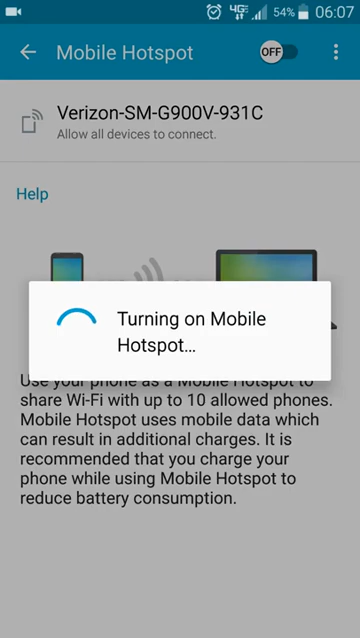 4G 54% 06:07
Mobile Hotspot OFF
Verizon-SM-G900V-931C
Allow all devices to connect.
Help
Turning on Mobile
Hotspot...
Use your phone as a Mobile Hotspot to
share Wi-Fi with up to 10 allowed phones.
Mobile Hotspot uses mobile data which
can result in additional charges. It is
recommended that you charge your
phone while using Mobile Hotspot to
reduce battery consumption.